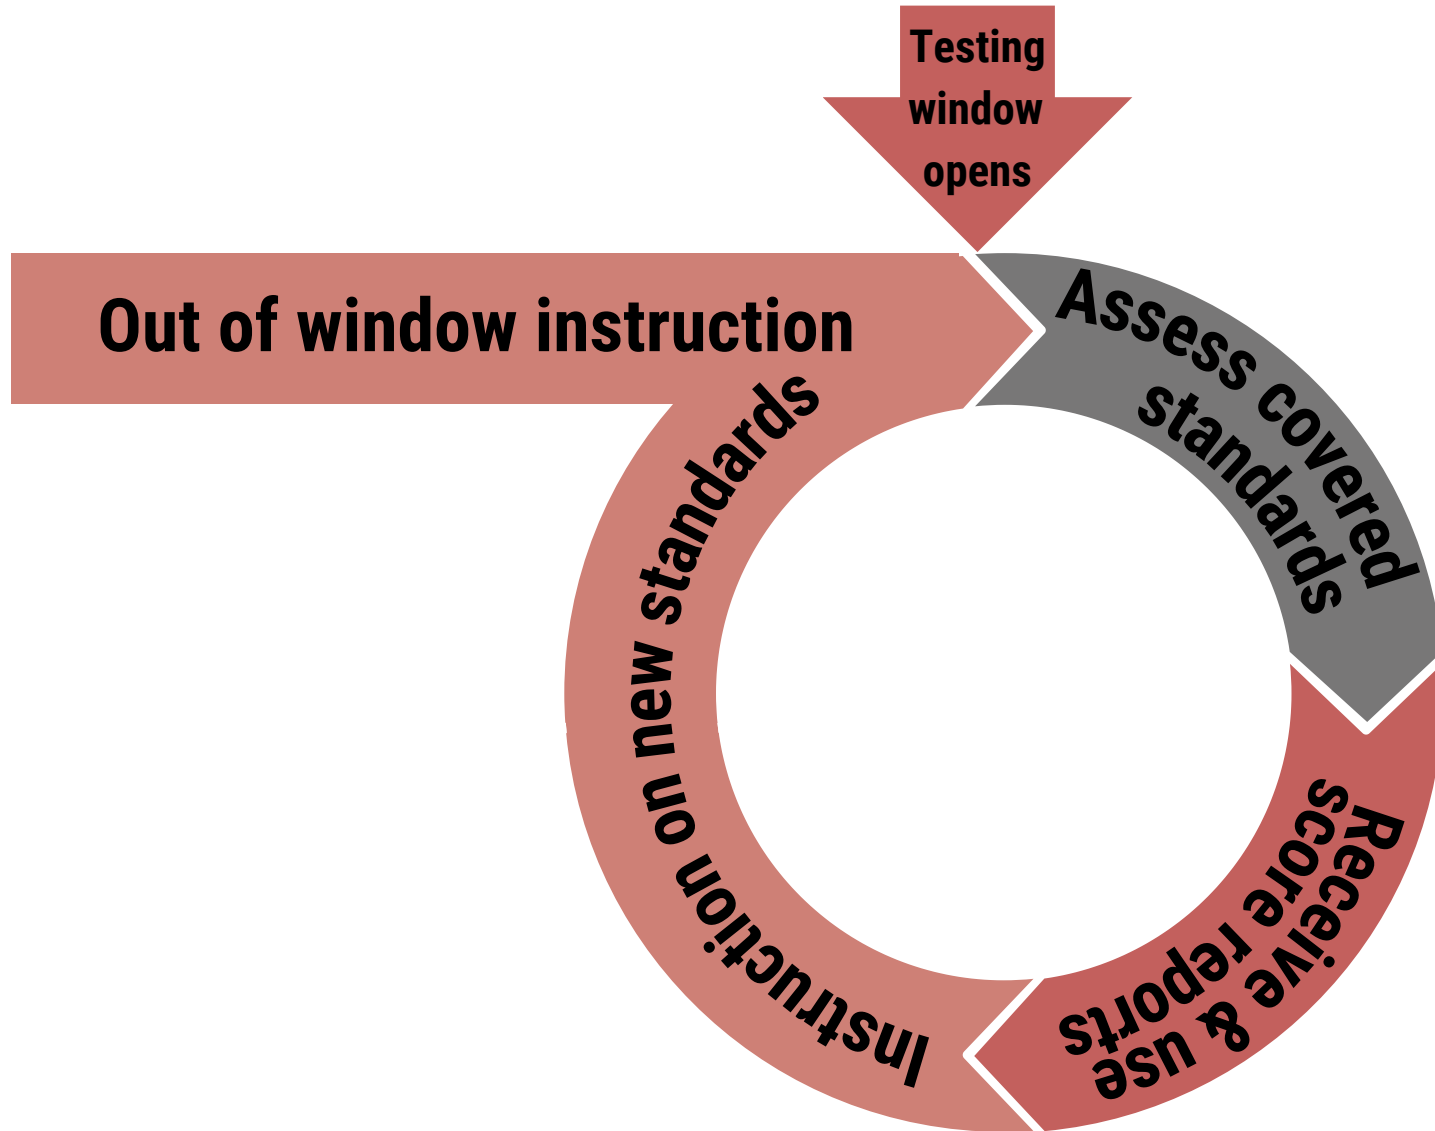 Testing
window
opens
Out of window instruction
Assess covered
standards
Receive & use
score reports
Instruction on new standards